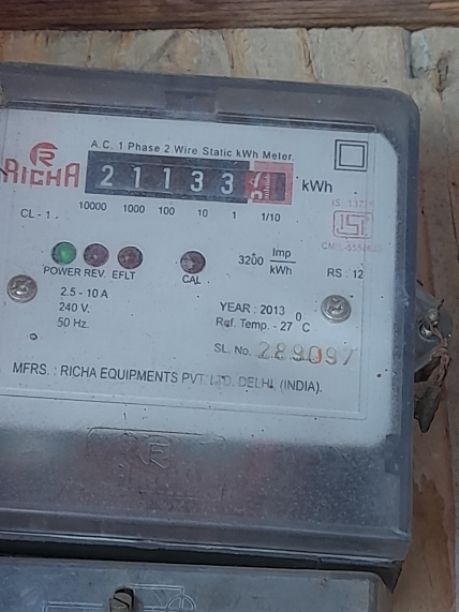 A.C. 1 Phase 2 Wire Static kWh Meter.
RICHA
2 1 1 3 3
kWh
10000 1000 100 10 1 1/10
CL - 1
ISI
3200 Imp
kWh
POWER REV. EFLT
CAL
RS : 12
2.5 - 10 A
240 V.
50 Hz.
YEAR : 2013
Ref. Temp. - 27 °C
SL. No. 289097
MFRS. : RICHA EQUIPMENTS PVT. LTD. DELHI. (INDIA).